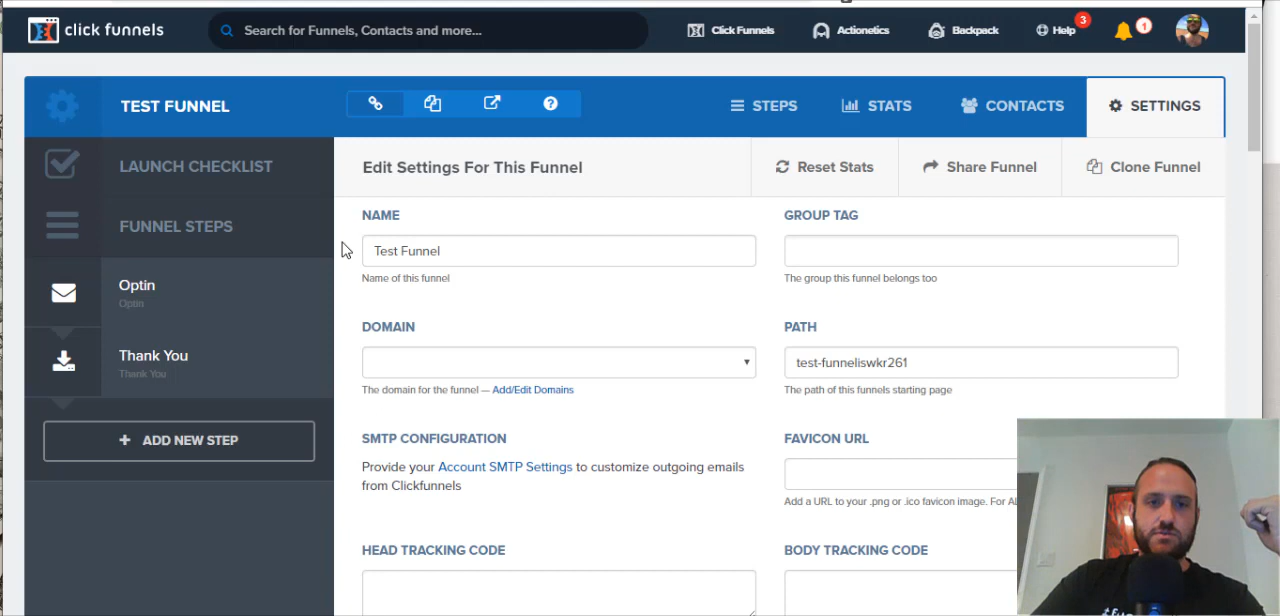 click funnels
Search for Funnels, Contacts and more...
Click Funnels
Actionetics
Backpack
Help
3
1
TEST FUNNEL
STEPS
STATS
CONTACTS
SETTINGS
LAUNCH CHECKLIST
FUNNEL STEPS
Optin
Optin
Thank You
Thank You
+ ADD NEW STEP
Edit Settings For This Funnel
Reset Stats
Share Funnel
Clone Funnel
NAME
Test Funnel
Name of this funnel
GROUP TAG
The group this funnel belongs too
DOMAIN
The domain for the funnel — Add/Edit Domains
PATH
test-funneliswkr261
The path of this funnels starting page
SMTP CONFIGURATION
Provide your Account SMTP Settings to customize outgoing emails
from Clickfunnels
FAVICON URL
Add a URL to your .png or .ico favicon image. For
HEAD TRACKING CODE
BODY TRACKING CODE